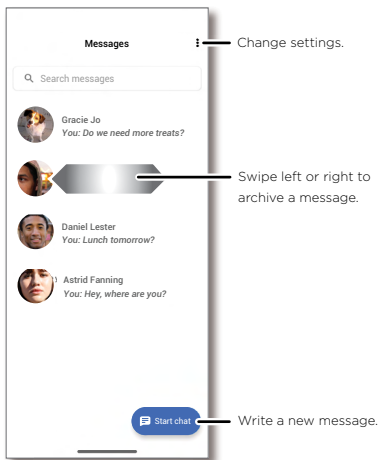 Messages
Change settings.
Search messages
Gracie Jo
You: Do we need more treats?
Swipe left or right to
archive a message.
Daniel Lester
You: Lunch tomorrow?
Astrid Fanning
You: Hey, where are you?
Start chat
Write a new message.